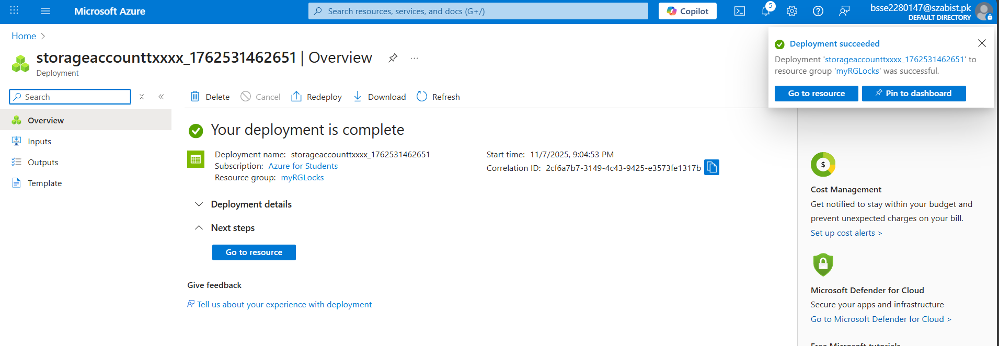 Microsoft Azure
Search resources, services, and docs (G+/)
Copilot
5
bsse2280147@szabist.pk
DEFAULT DIRECTORY
Home
storageaccounttxxxx_1762531462651 | Overview
Deployment
Search
Overview
Inputs
Outputs
Template
Delete
Cancel
Redeploy
Download
Refresh
Your deployment is complete
Deployment name: storageaccounttxxxx_1762531462651
Subscription: Azure for Students
Resource group: myRGLocks
Start time: 11/7/2025, 9:04:53 PM
Correlation ID: 2cf6a7b7-3149-4c43-9425-e3573fe1317b
Deployment details
Next steps
Go to resource
Give feedback
Tell us about your experience with deployment
Deployment succeeded
Deployment 'storageaccounttxxxx_1762531462651' to
resource group 'myRGLocks' was successful.
Go to resource
Pin to dashboard
$
Cost Management
Get notified to stay within your budget and
prevent unexpected charges on your bill.
Set up cost alerts >
Microsoft Defender for Cloud
Secure your apps and infrastructure
Go to Microsoft Defender for Cloud >
Free Microsoft tutorials